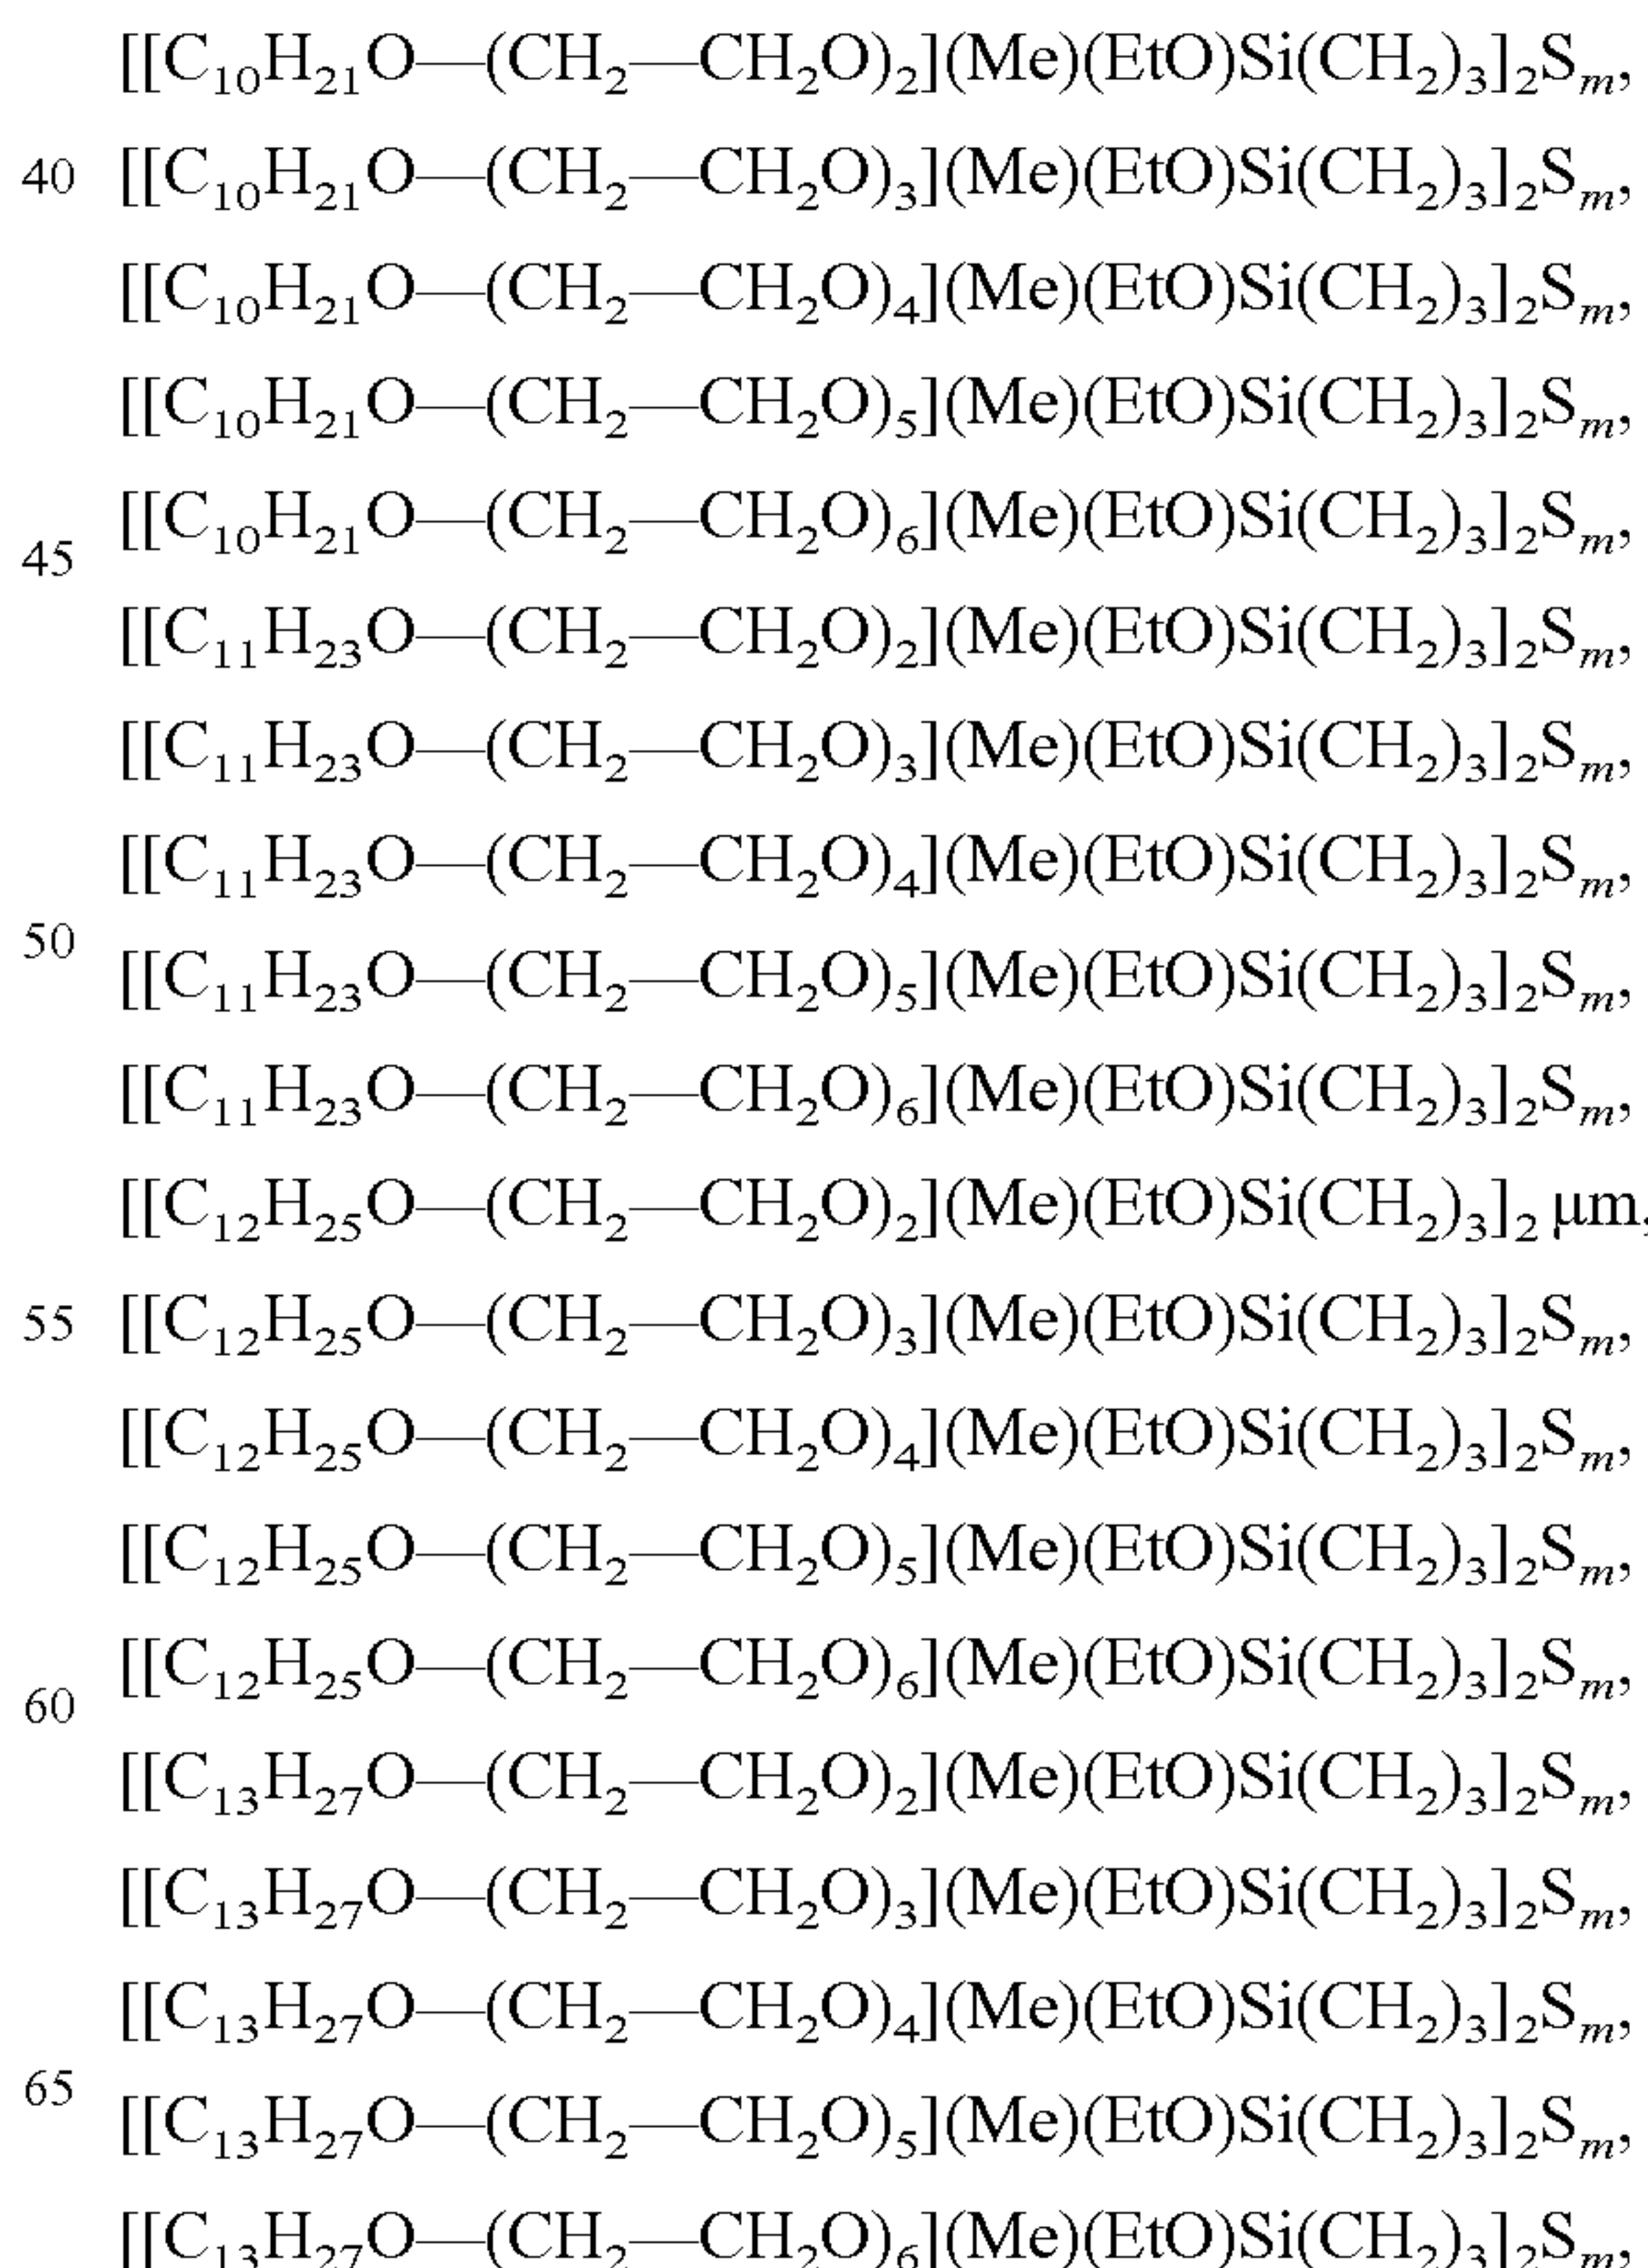 [[C₁₀H₂₁O—(CH₂—CH₂O)₂](Me)(EtO)Si(CH₂)₃]₂Sₘ,
40 [[C₁₀H₂₁O—(CH₂—CH₂O)₃](Me)(EtO)Si(CH₂)₃]₂Sₘ,
[[C₁₀H₂₁O—(CH₂—CH₂O)₄](Me)(EtO)Si(CH₂)₃]₂Sₘ,
[[C₁₀H₂₁O—(CH₂—CH₂O)₅](Me)(EtO)Si(CH₂)₃]₂Sₘ,
45 [[C₁₀H₂₁O—(CH₂—CH₂O)₆](Me)(EtO)Si(CH₂)₃]₂Sₘ,
[[C₁₁H₂₃O—(CH₂—CH₂O)₂](Me)(EtO)Si(CH₂)₃]₂Sₘ,
[[C₁₁H₂₃O—(CH₂—CH₂O)₃](Me)(EtO)Si(CH₂)₃]₂Sₘ,
[[C₁₁H₂₃O—(CH₂—CH₂O)₄](Me)(EtO)Si(CH₂)₃]₂Sₘ,
50 [[C₁₁H₂₃O—(CH₂—CH₂O)₅](Me)(EtO)Si(CH₂)₃]₂Sₘ,
[[C₁₁H₂₃O—(CH₂—CH₂O)₆](Me)(EtO)Si(CH₂)₃]₂Sₘ,
[[C₁₂H₂₅O—(CH₂—CH₂O)₂](Me)(EtO)Si(CH₂)₃]₂ μm,
55 [[C₁₂H₂₅O—(CH₂—CH₂O)₃](Me)(EtO)Si(CH₂)₃]₂Sₘ,
[[C₁₂H₂₅O—(CH₂—CH₂O)₄](Me)(EtO)Si(CH₂)₃]₂Sₘ,
[[C₁₂H₂₅O—(CH₂—CH₂O)₅](Me)(EtO)Si(CH₂)₃]₂Sₘ,
[[C₁₂H₂₅O—(CH₂—CH₂O)₆](Me)(EtO)Si(CH₂)₃]₂Sₘ,
60 [[C₁₃H₂₇O—(CH₂—CH₂O)₂](Me)(EtO)Si(CH₂)₃]₂Sₘ,
[[C₁₃H₂₇O—(CH₂—CH₂O)₃](Me)(EtO)Si(CH₂)₃]₂Sₘ,
[[C₁₃H₂₇O—(CH₂—CH₂O)₄](Me)(EtO)Si(CH₂)₃]₂Sₘ,
65 [[C₁₃H₂₇O—(CH₂—CH₂O)₅](Me)(EtO)Si(CH₂)₃]₂Sₘ,
[[C₁₃H₂₇O—(CH₂—CH₂O)₆](Me)(EtO)Si(CH₂)₃]₂Sₘ,